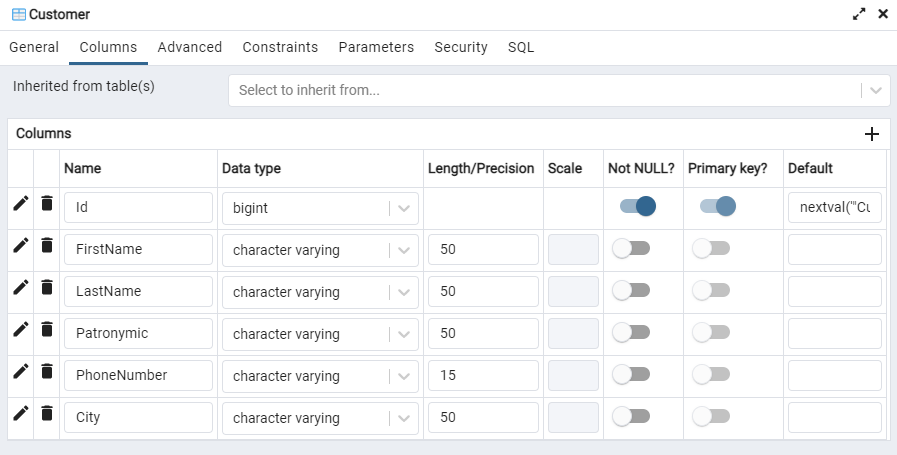 Customer
General Columns Advanced Constraints Parameters Security SQL
Inherited from table(s) Select to inherit from...
Columns
Name Data type Length/Precision Scale Not NULL? Primary key? Default
Id bigint nextval('"Cu
FirstName character varying 50
LastName character varying 50
Patronymic character varying 50
PhoneNumber character varying 15
City character varying 50